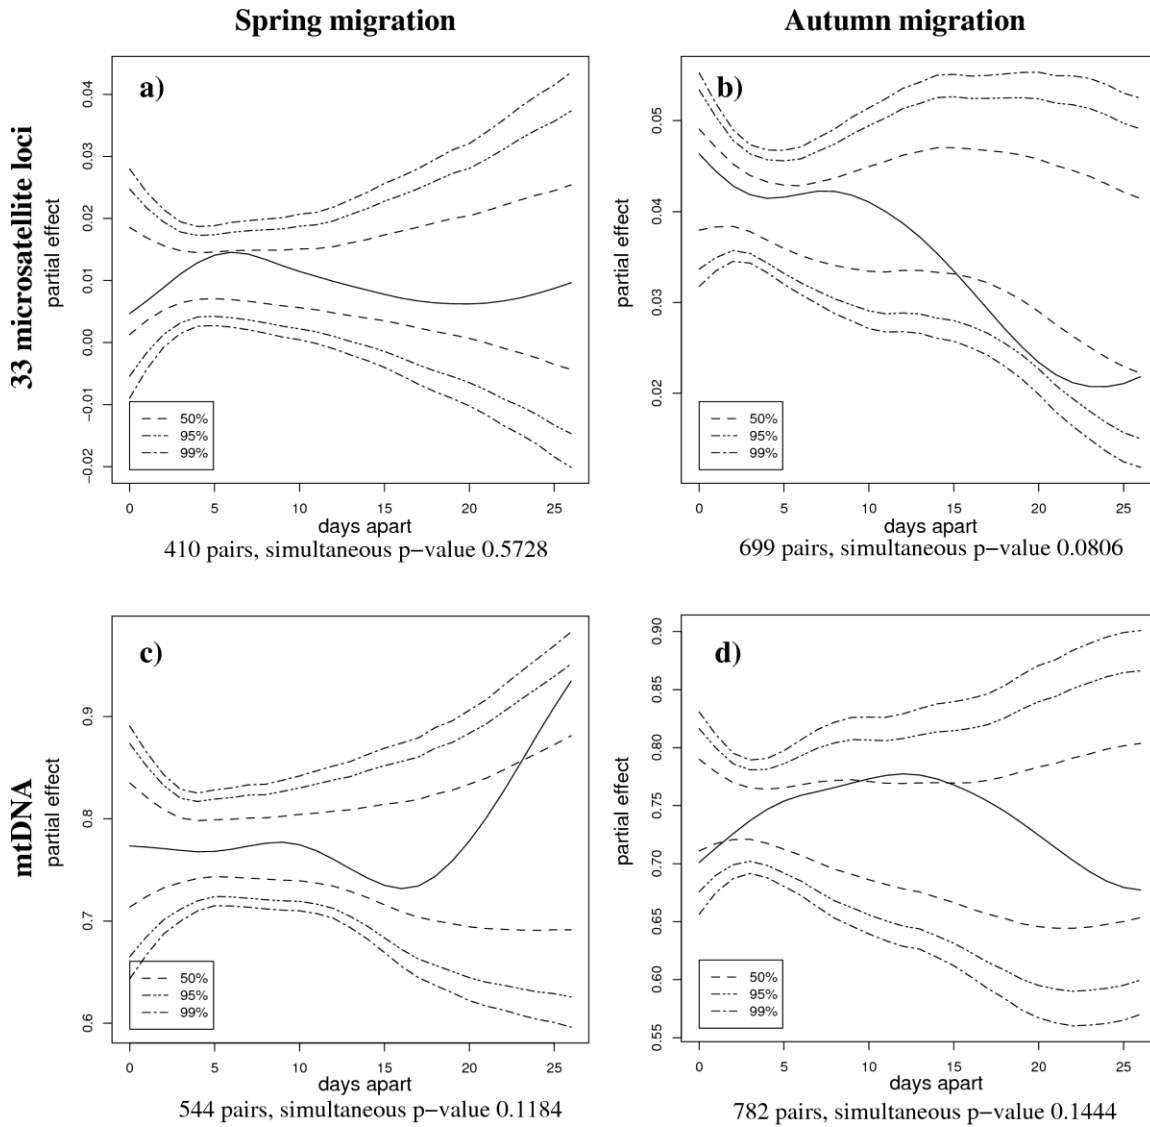 Spring migration
Autumn migration
33 microsatellite loci
mtDNA
a)
partial effect
0.04
0.03
0.02
0.01
0.00
−0.01
−0.02
50%
95%
99%
0 5 10 15 20 25
days apart
410 pairs, simultaneous p−value 0.5728
b)
partial effect
0.05
0.04
0.03
0.02
50%
95%
99%
0 5 10 15 20 25
days apart
699 pairs, simultaneous p−value 0.0806
c)
partial effect
0.9
0.8
0.7
0.6
50%
95%
99%
0 5 10 15 20 25
days apart
544 pairs, simultaneous p−value 0.1184
d)
partial effect
0.90
0.85
0.80
0.75
0.70
0.65
0.60
0.55
50%
95%
99%
0 5 10 15 20 25
days apart
782 pairs, simultaneous p−value 0.1444